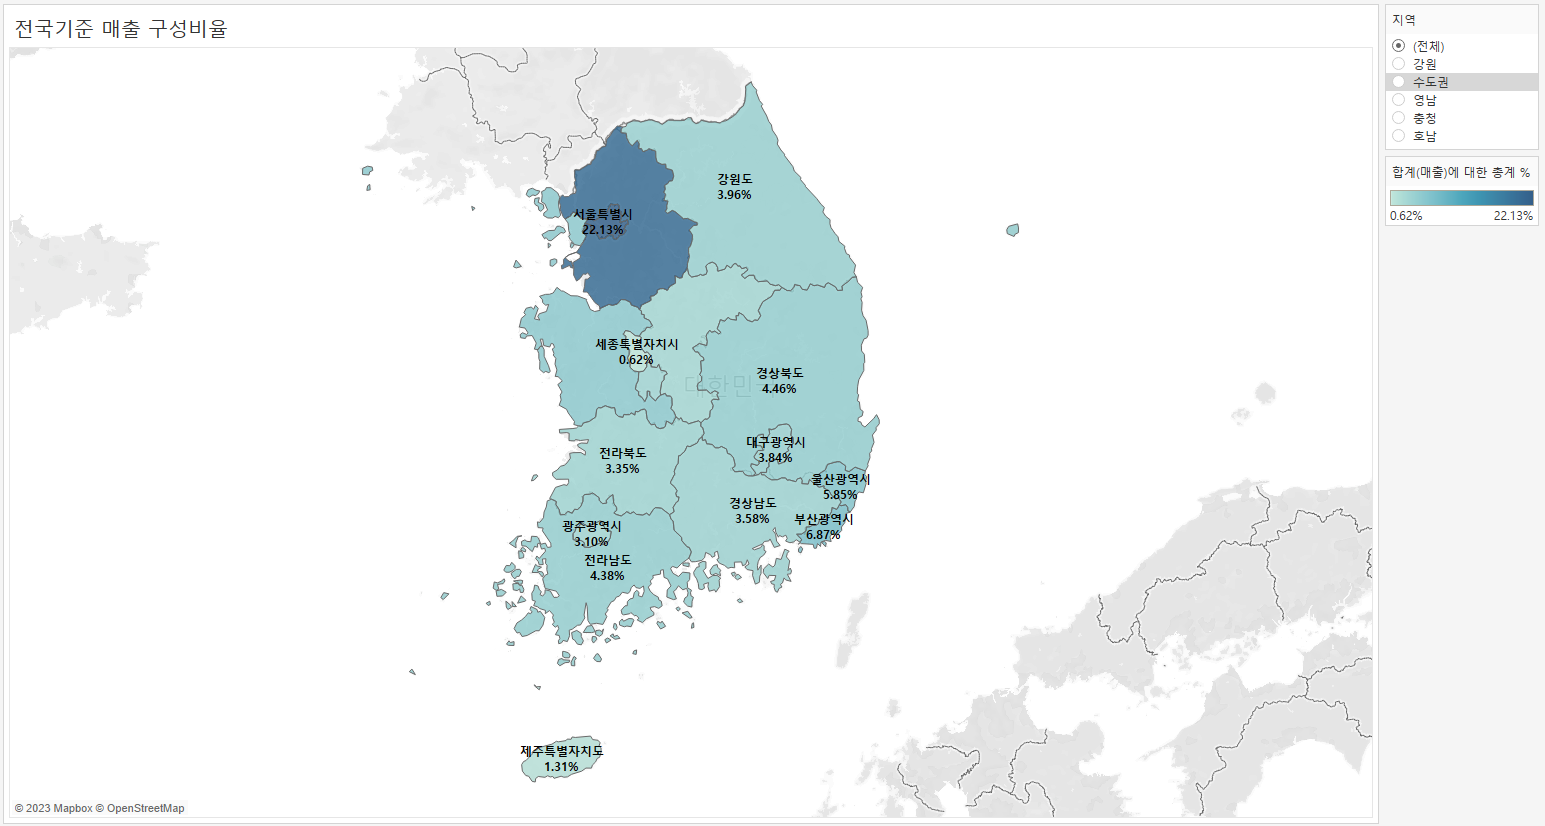 전국기준 매출 구성비율
강원도
3.96%
서울특별시
22.13%
세종특별자치시
0.62%
경상북도
4.46%
대구광역시
3.84%
전라북도
3.35%
울산광역시
5.85%
경상남도
3.58%
부산광역시
6.87%
광주광역시
3.10%
전라남도
4.38%
제주특별자치도
1.31%
© 2023 Mapbox © OpenStreetMap
지역
(전체)
강원
수도권
영남
충청
호남
합계(매출)에 대한 총계 %
0.62% 22.13%